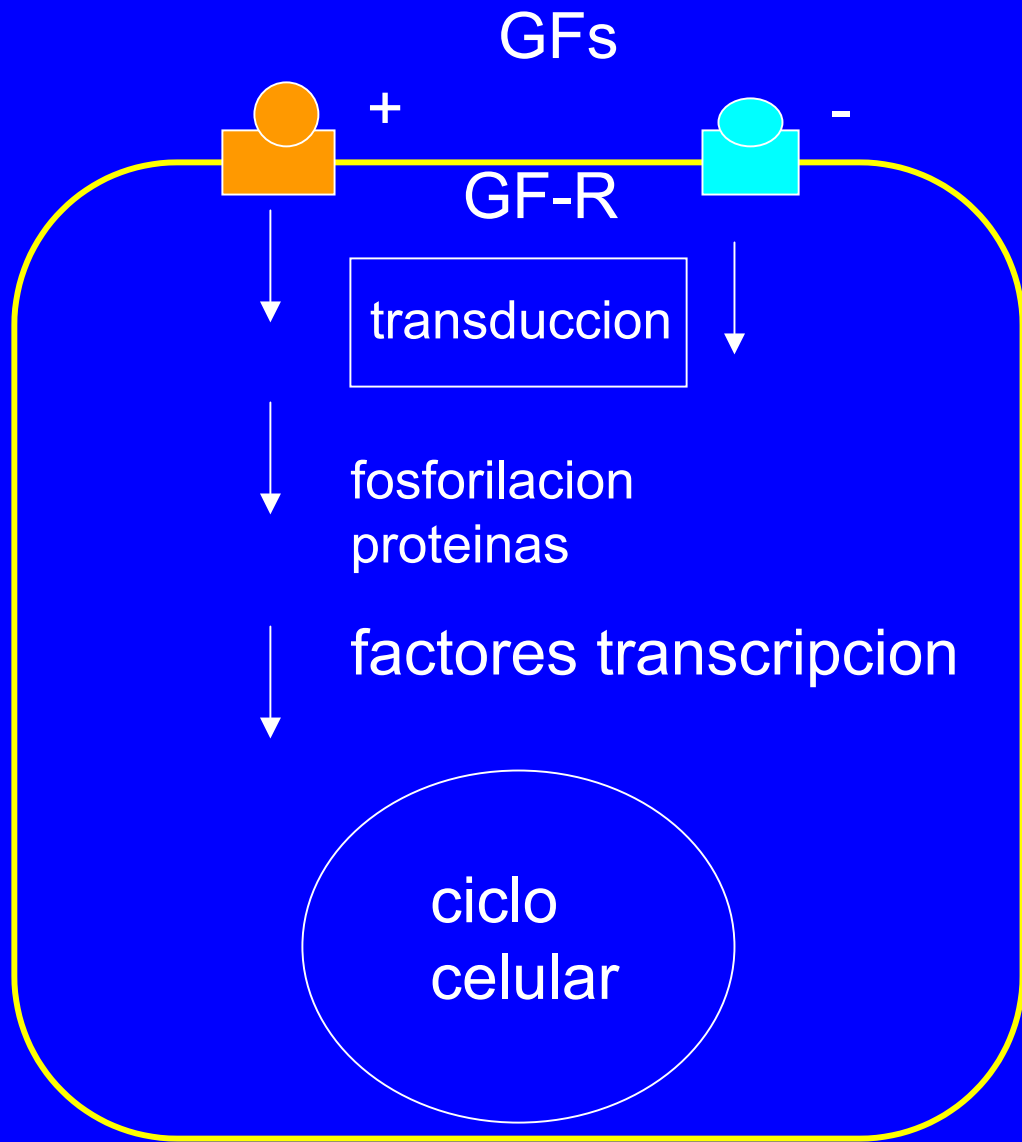 GFs
+
-
GF-R
transduccion
fosforilacion
proteinas
factores transcripcion
ciclo
celular